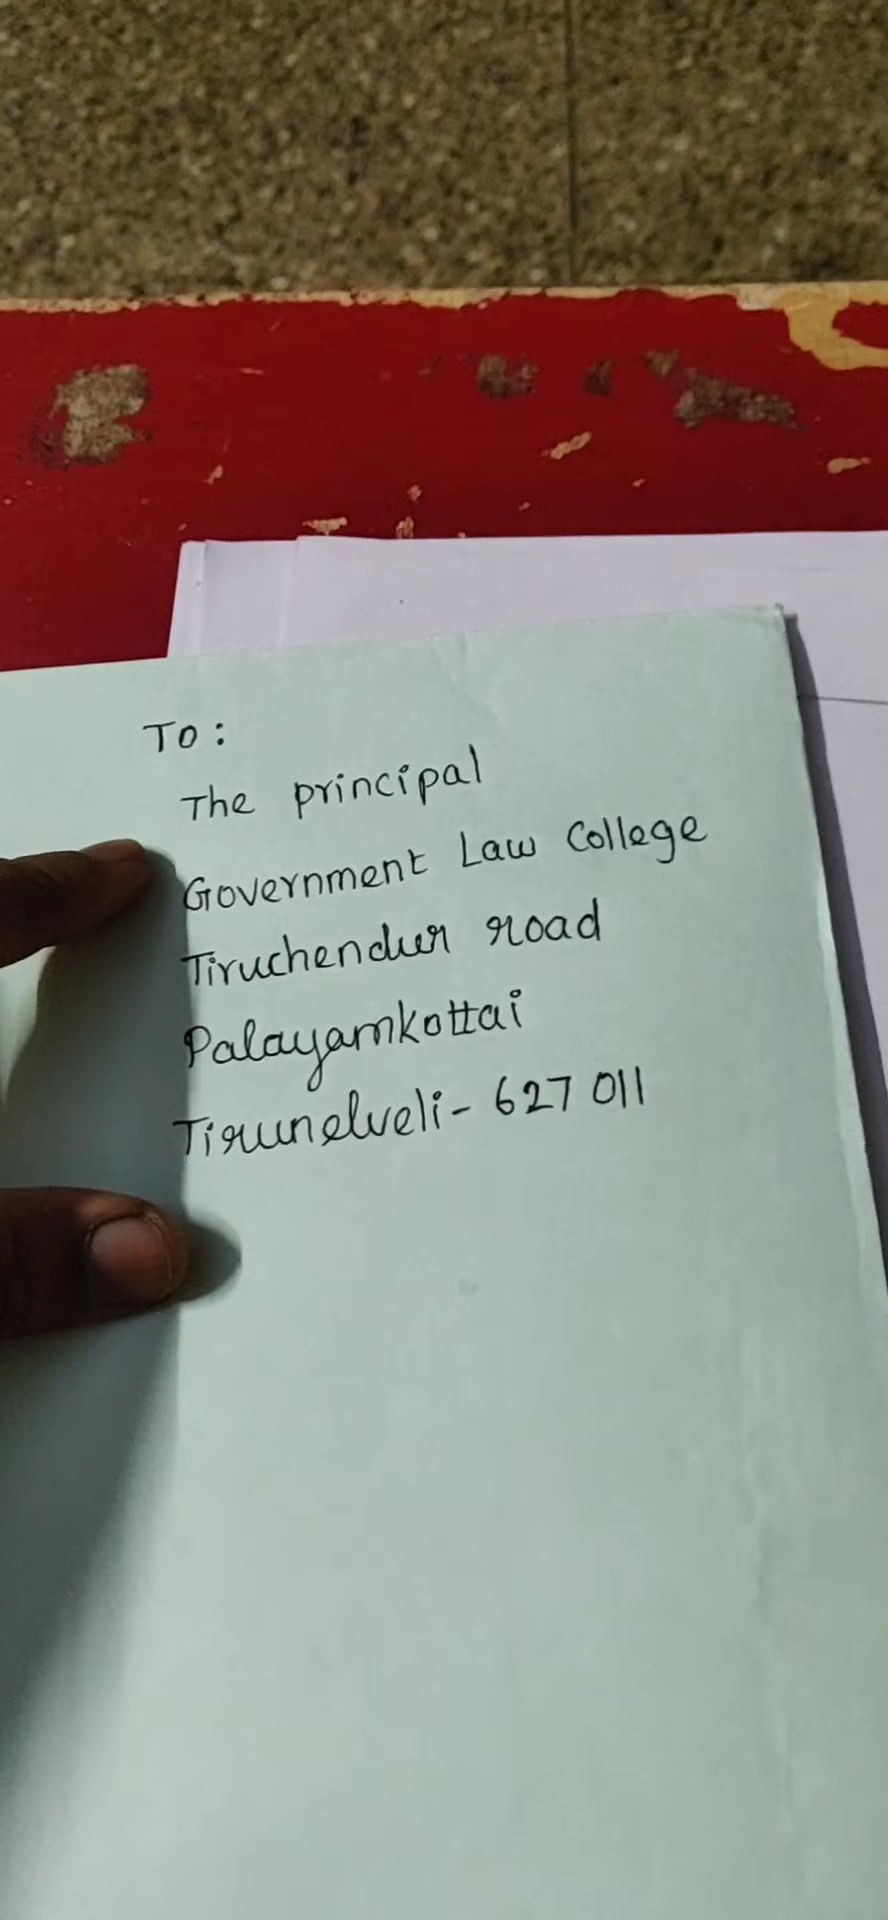 TO :
The principal
Government Law College
Tiruchendur road
Palayamkottai
Tirunelveli - 627 011